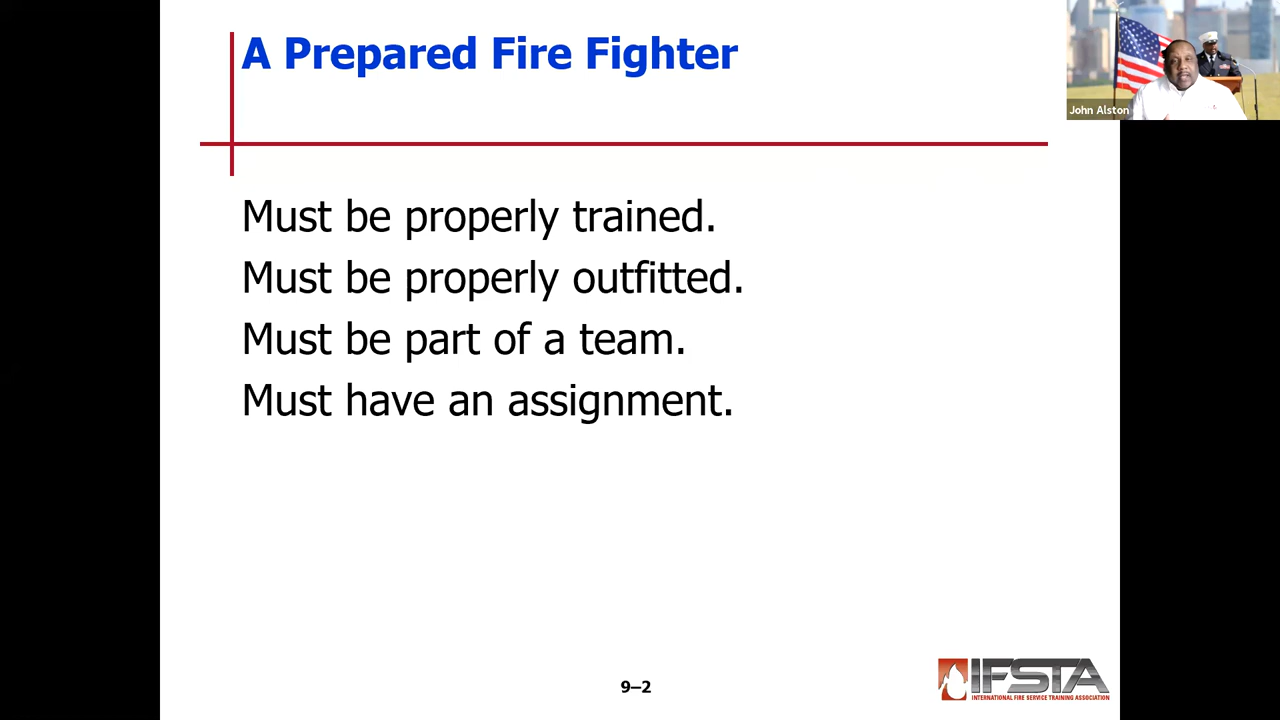 A Prepared Fire Fighter
John Alston
Must be properly trained.
Must be properly outfitted.
Must be part of a team.
Must have an assignment.
9–2
IFSTA
INTERNATIONAL FIRE SERVICE TRAINING ASSOCIATION